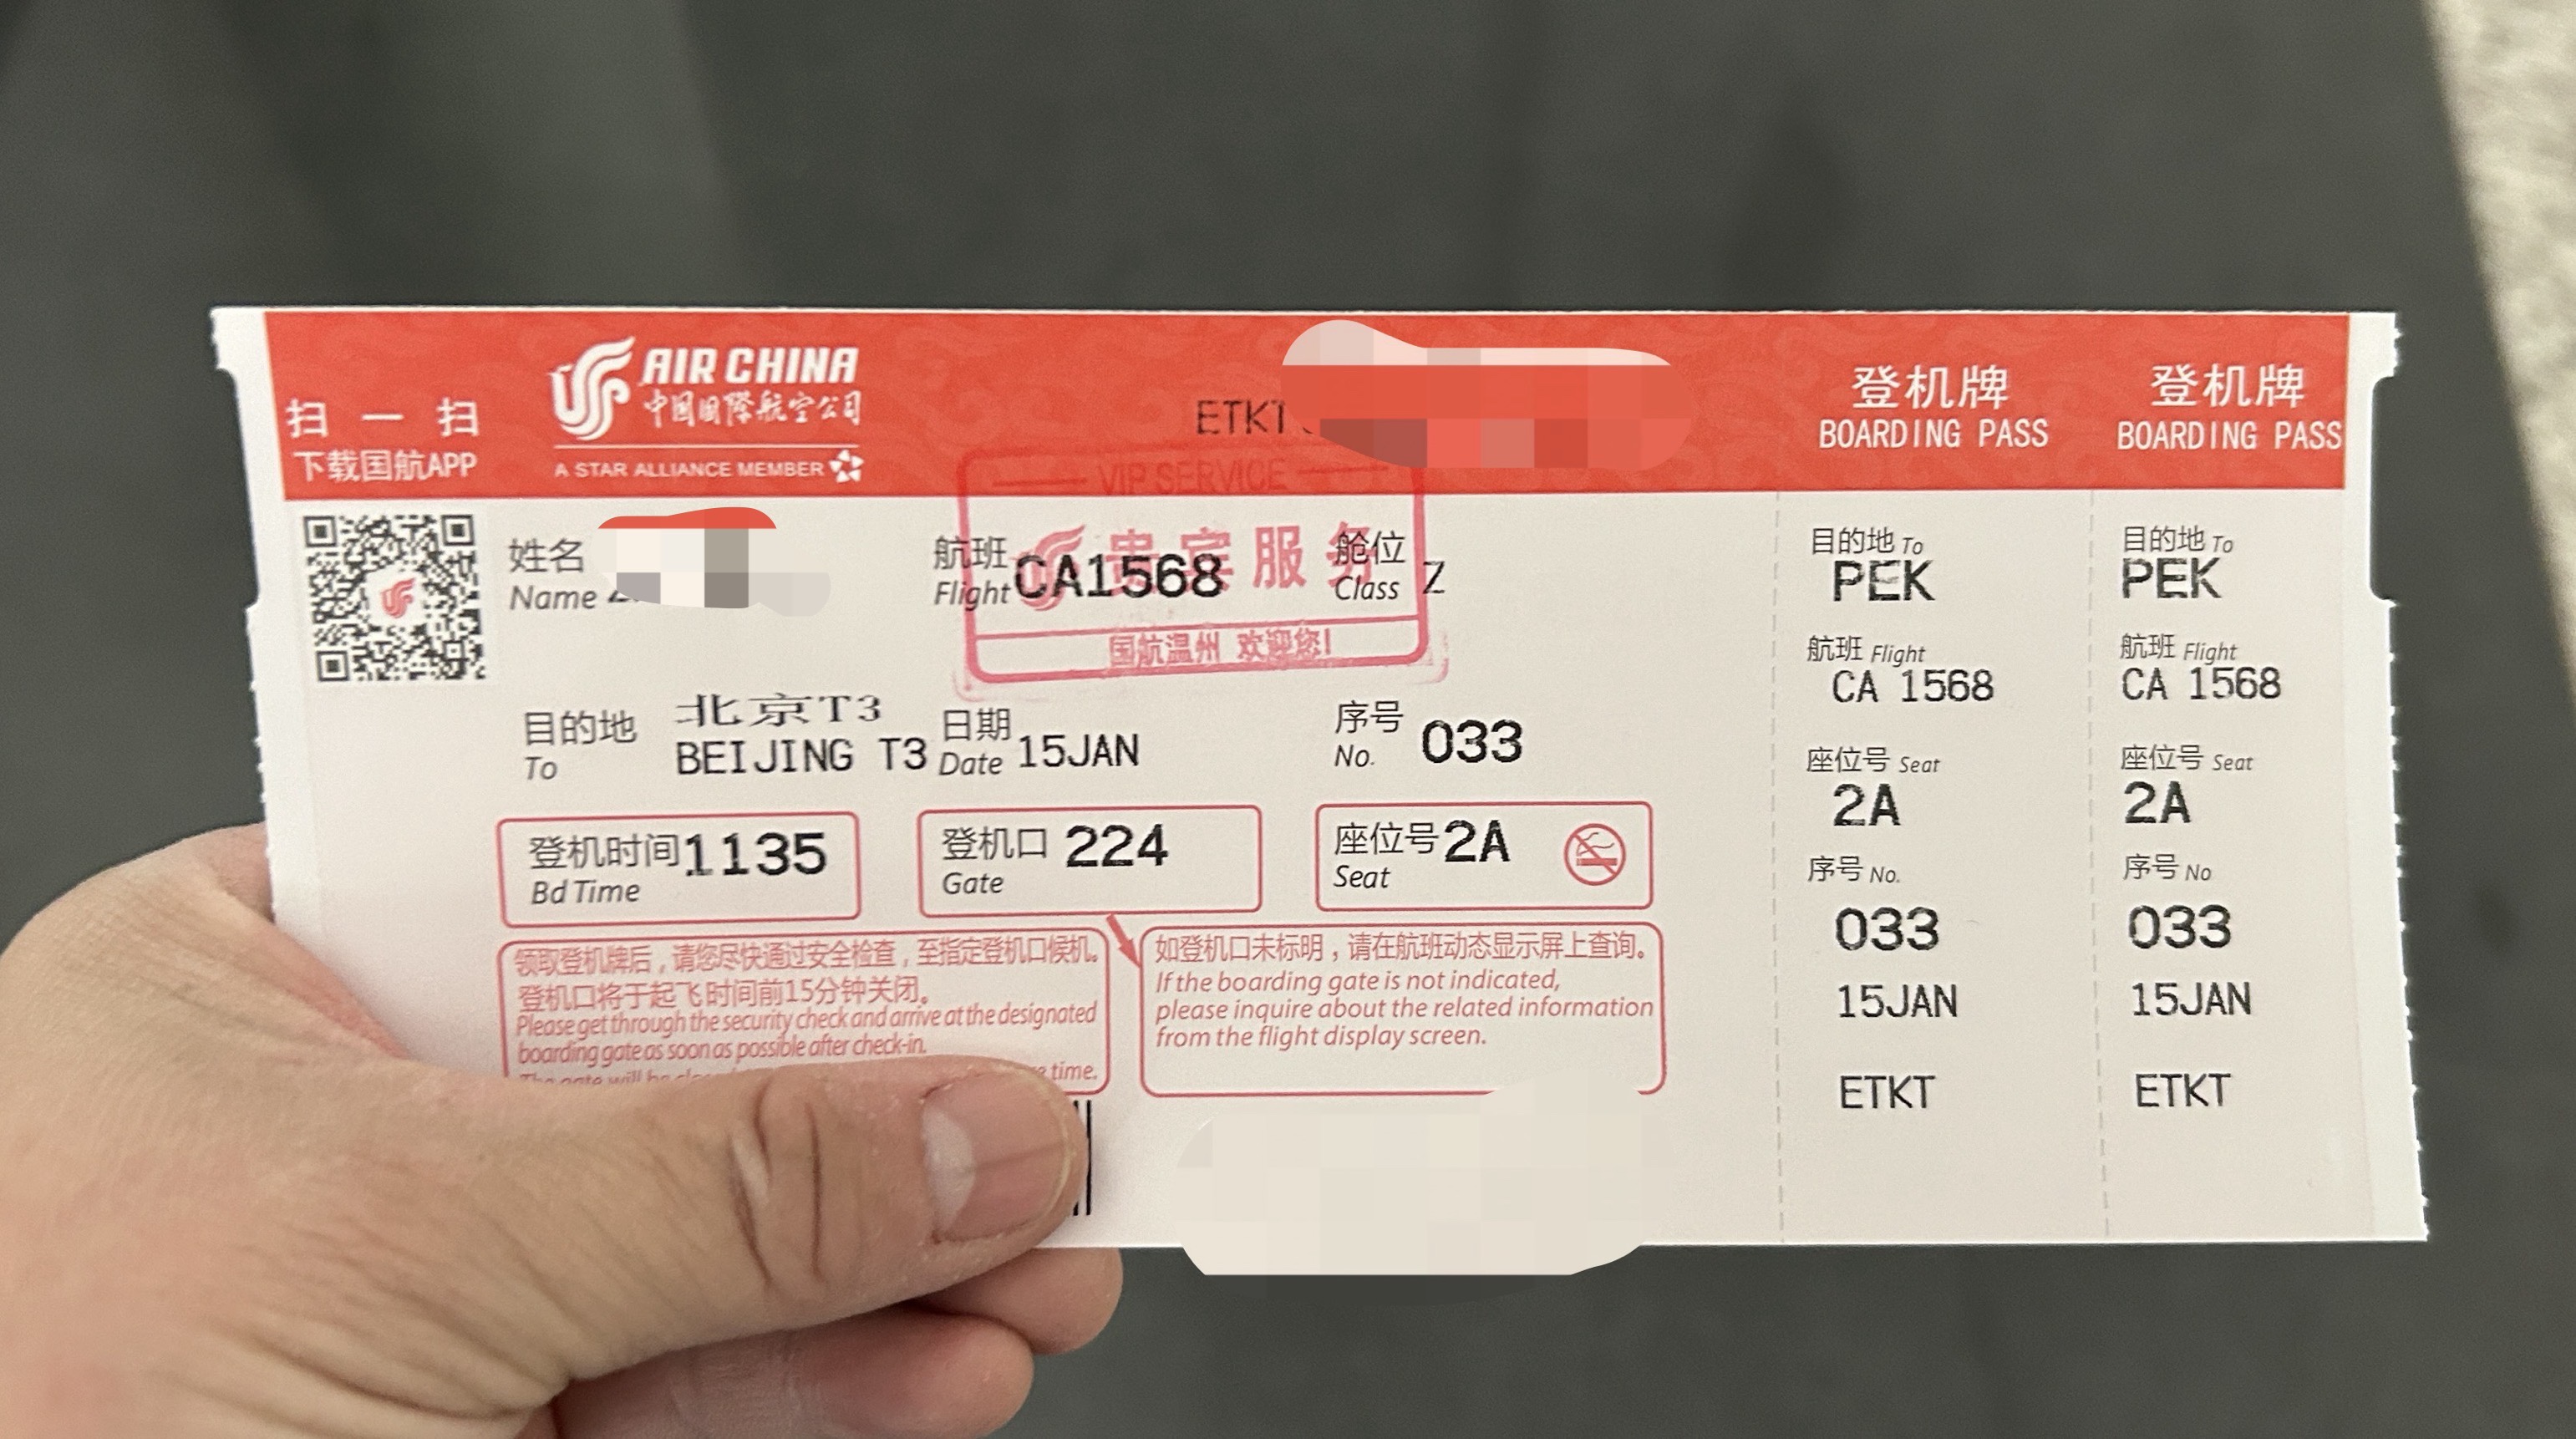 扫一扫
下载国航APP
AIR CHINA
中国国际航空公司
A STAR ALLIANCE MEMBER
ETKT
登机牌
BOARDING PASS
登机牌
BOARDING PASS
VIP SERVICE
贵宾服务
国航温州 欢迎您!
姓名
Name
航班
Flight CA1568
舱位
Class Z
目的地 北京T3
To BEIJING T3
日期
Date 15JAN
序号
No. 033
登机时间 1135
Bd Time
登机口 224
Gate
座位号 2A
Seat
领取登机牌后，请您尽快通过安全检查，至指定登机口候机。
登机口将于起飞时间前15分钟关闭。
Please get through the security check and arrive at the designated
boarding gate as soon as possible after check-in.
The gate will be
time.
如登机口未标明，请在航班动态显示屏上查询。
If the boarding gate is not indicated,
please inquire about the related information
from the flight display screen.
目的地 To
PEK
航班 Flight
CA 1568
座位号 Seat
2A
序号 No.
033
15JAN
ETKT
目的地 To
PEK
航班 Flight
CA 1568
座位号 Seat
2A
序号 No
033
15JAN
ETKT